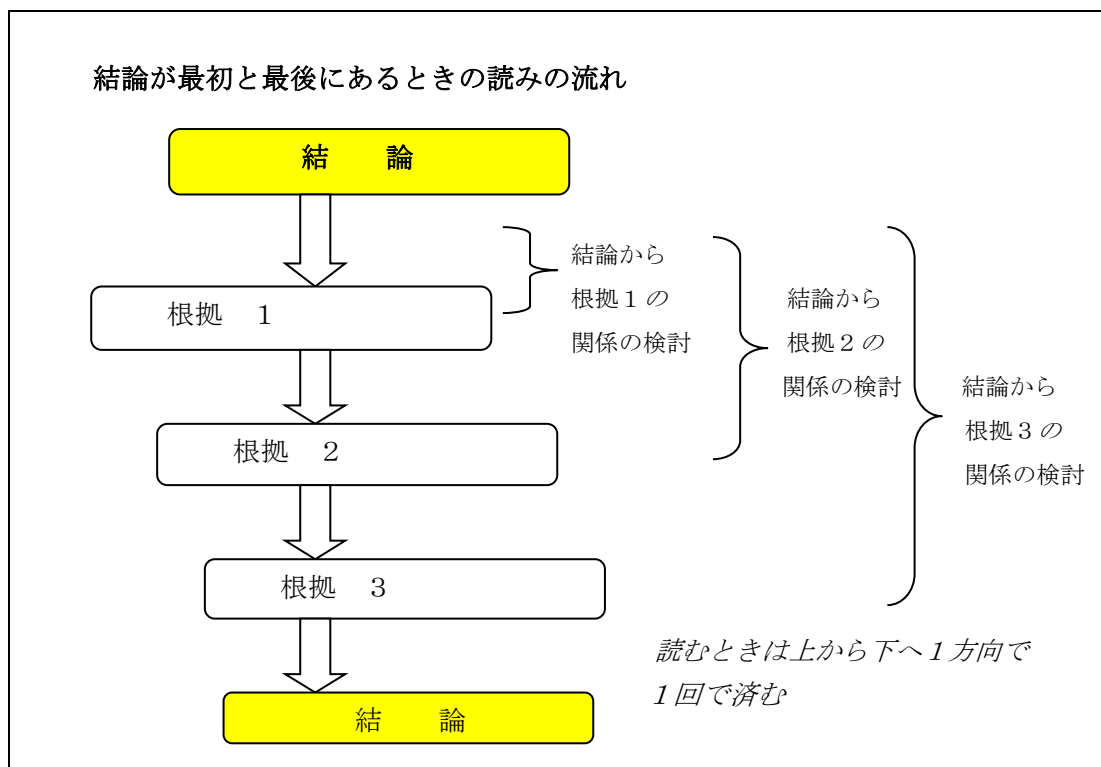 結論が最初と最後にあるときの読みの流れ
結　　論
根拠　１
根拠　２
根拠　３
結　　論
結論から
根拠１の
関係の検討
結論から
根拠２の
関係の検討
結論から
根拠３の
関係の検討
読むときは上から下へ１方向で
１回で済む